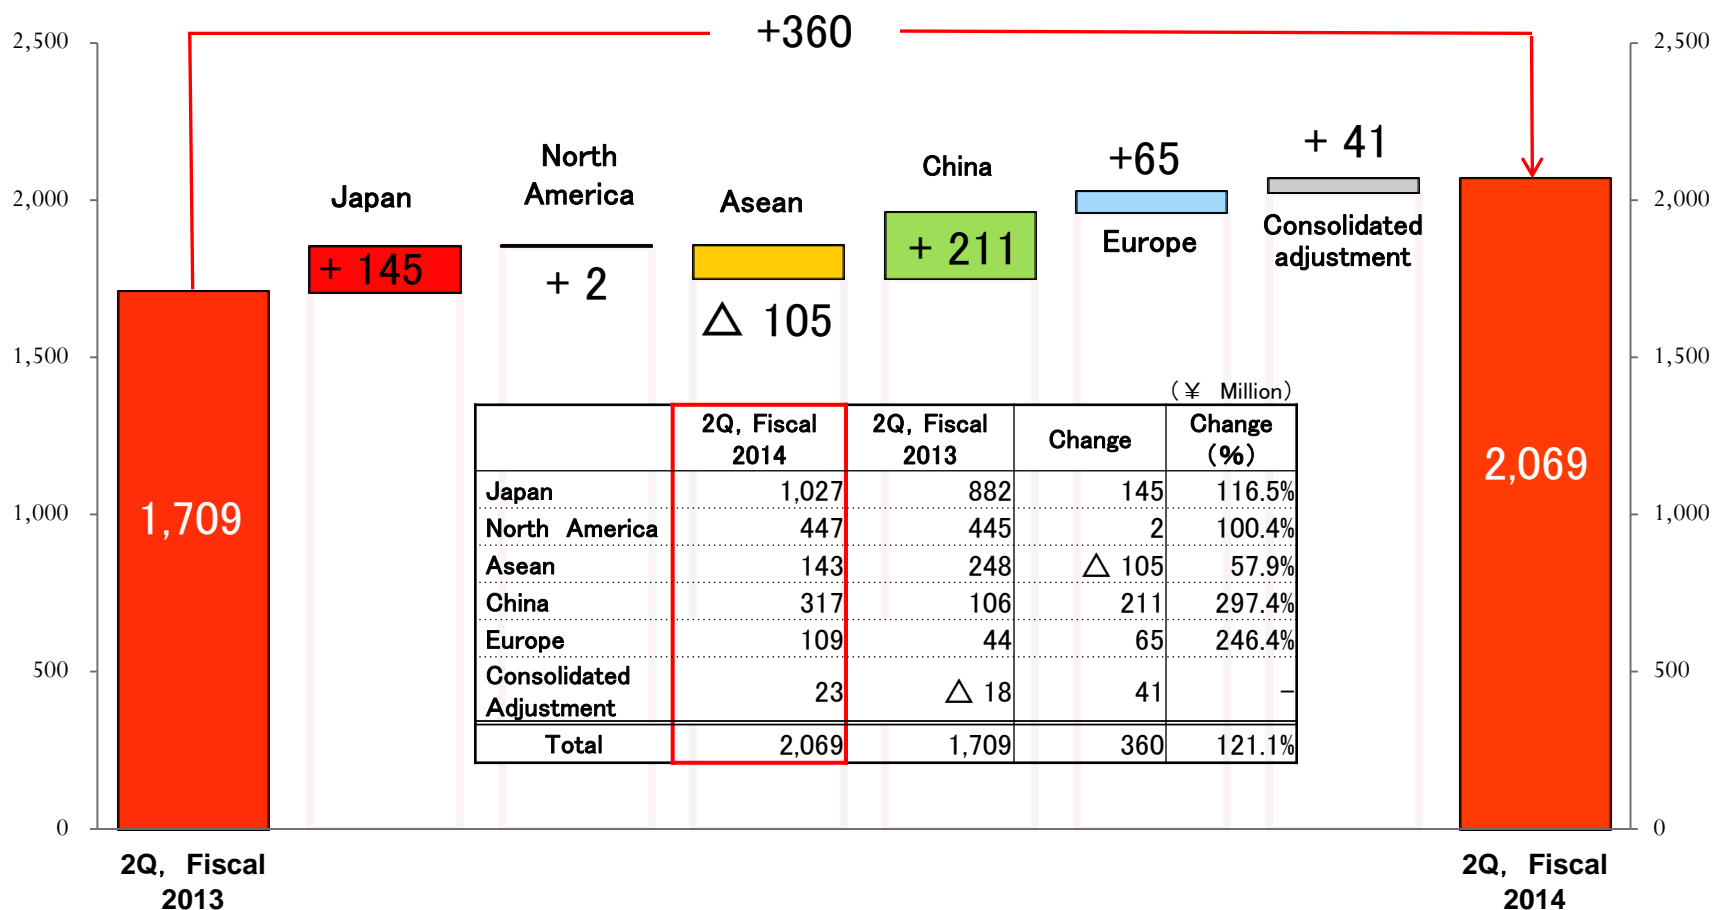 +360
2,500
2,500
2,000
2,000
1,500
1,500
1,000
1,000
500
500
0
0
Japan
+ 145
North
America
+ 2
Asean
△ 105
China
+ 211
+65
Europe
+ 41
Consolidated
adjustment
1,709
2,069
(¥ Million)
2Q, Fiscal 2014 2Q, Fiscal 2013 Change Change (%)
Japan 1,027 882 145 116.5%
North America 447 445 2 100.4%
Asean 143 248 △ 105 57.9%
China 317 106 211 297.4%
Europe 109 44 65 246.4%
Consolidated Adjustment 23 △ 18 41 −
Total 2,069 1,709 360 121.1%
2Q, Fiscal
2013
2Q, Fiscal
2014